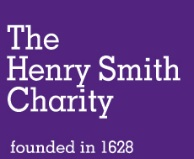 The
Henry Smith
Charity
founded in 1628